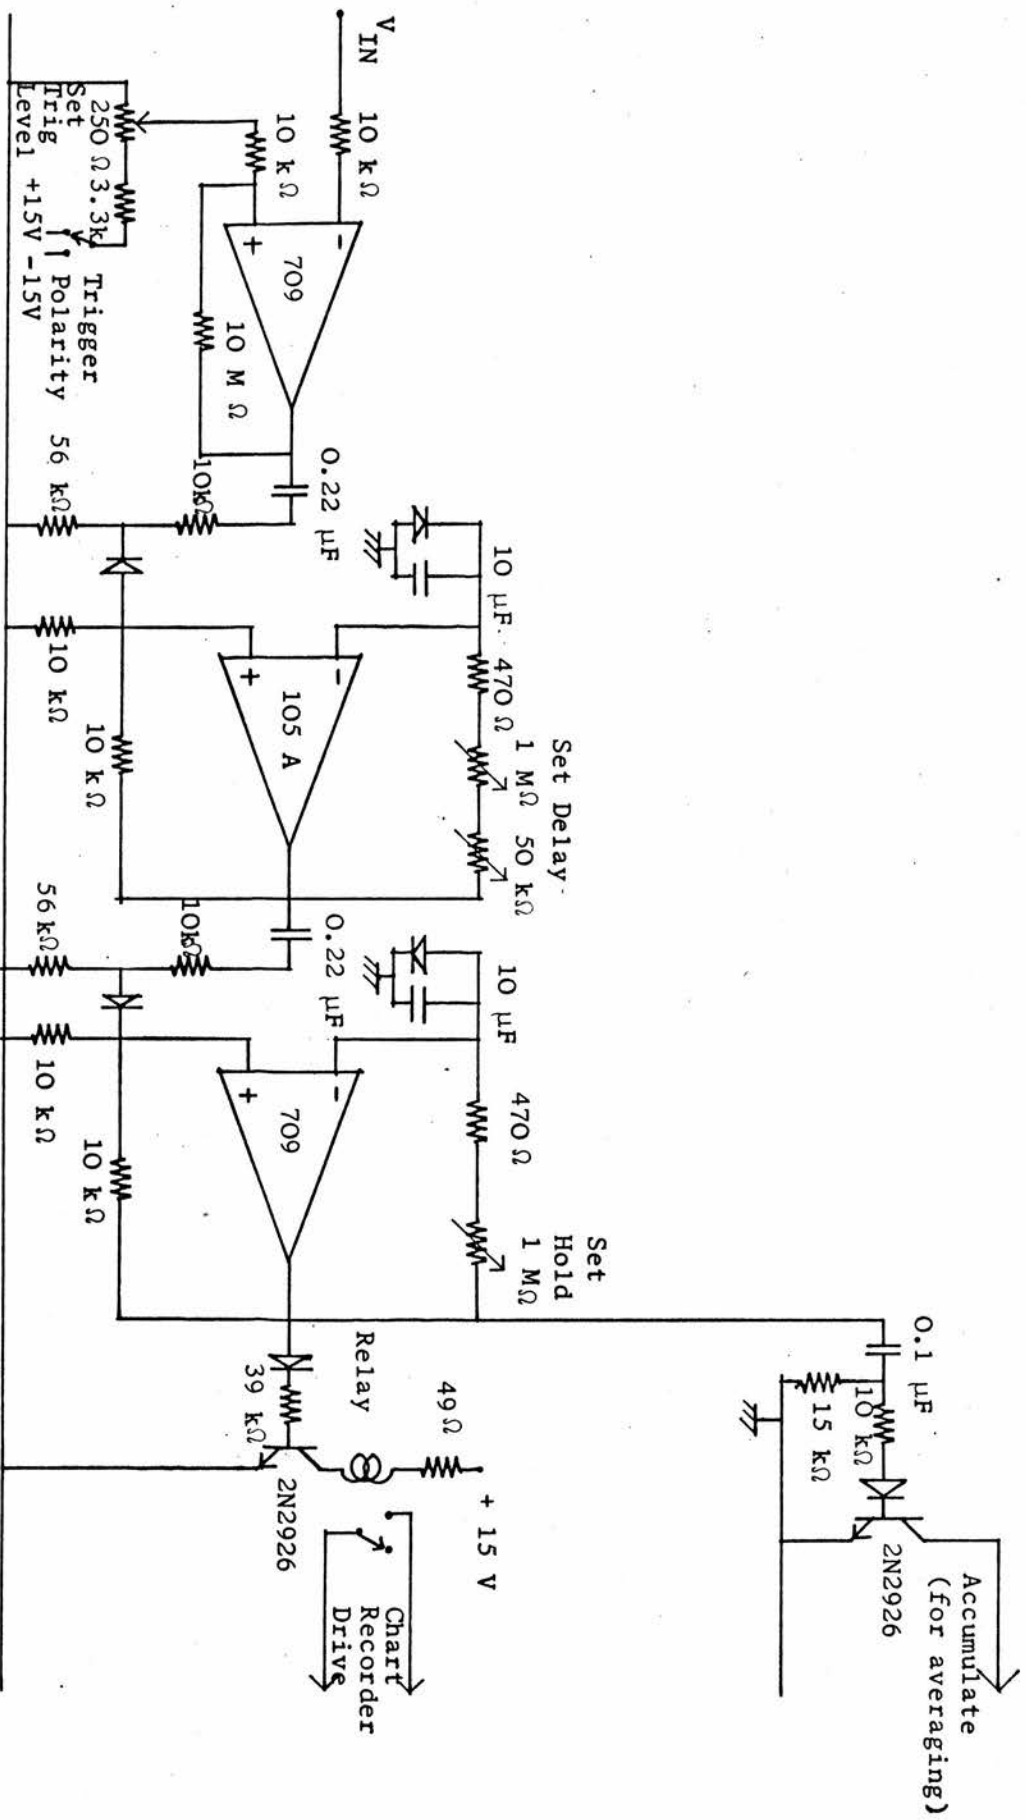 V
IN
10 kΩ
10 kΩ
-
+
709
10 M Ω
250 Ω 3.3k
Set
Trig
Level
+15V -15V
Trigger
Polarity
0.22 μF
10kΩ
56 kΩ
10 μF
470 Ω
1 MΩ
50 kΩ
Set Delay
-
+
105 A
10 kΩ
10 kΩ
0.22 μF
10kΩ
56 kΩ
10 μF
470 Ω
1 MΩ
Set
Hold
-
+
709
10 kΩ
10 kΩ
Relay
39 kΩ
49 Ω
+ 15 V
2N2926
Chart
Recorder
Drive
0.1 μF
15 kΩ
10 kΩ
2N2926
Accumulate
(for averaging)